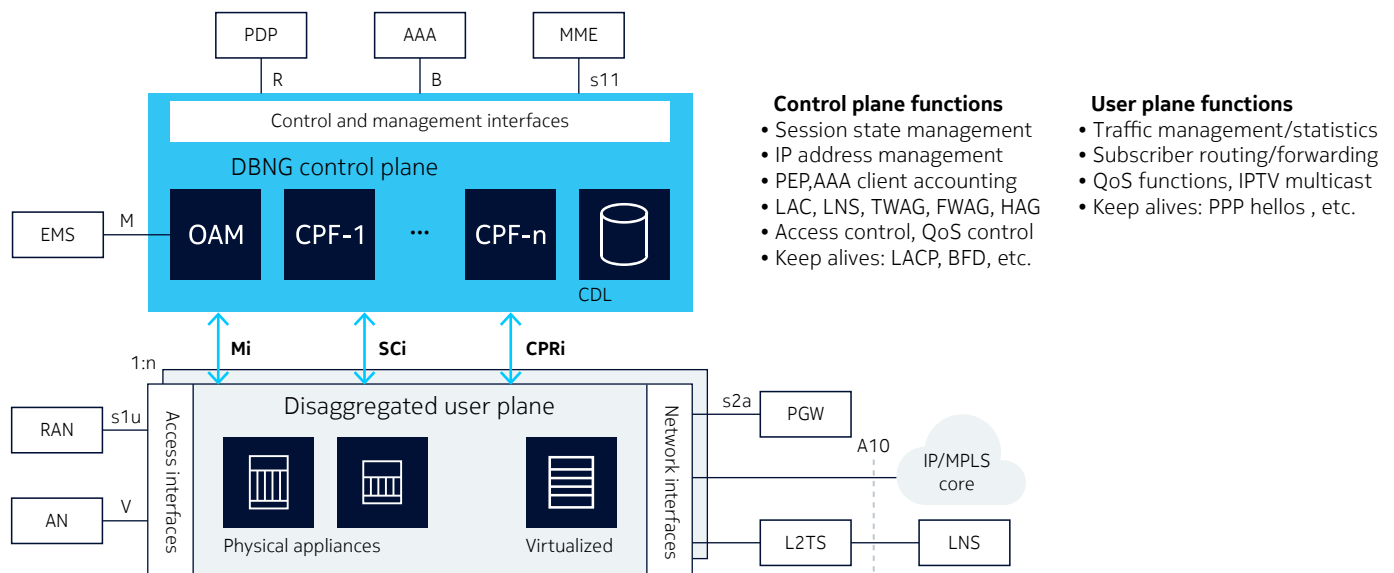 PDP
AAA
MME
R
B
s11
Control and management interfaces
DBNG control plane
EMS
M
OAM
CPF-1
...
CPF-n
CDL
Control plane functions
• Session state management
• IP address management
• PEP,AAA client accounting
• LAC, LNS, TWAG, FWAG, HAG
• Access control, QoS control
• Keep alives: LACP, BFD, etc.
User plane functions
• Traffic management/statistics
• Subscriber routing/forwarding
• QoS functions, IPTV multicast
• Keep alives: PPP hellos , etc.
Mi
SCi
CPRi
1:n
RAN
s1u
AN
V
Access interfaces
Disaggregated user plane
Physical appliances
Virtualized
Network interfaces
s2a
PGW
A10
IP/MPLS
core
L2TS
LNS